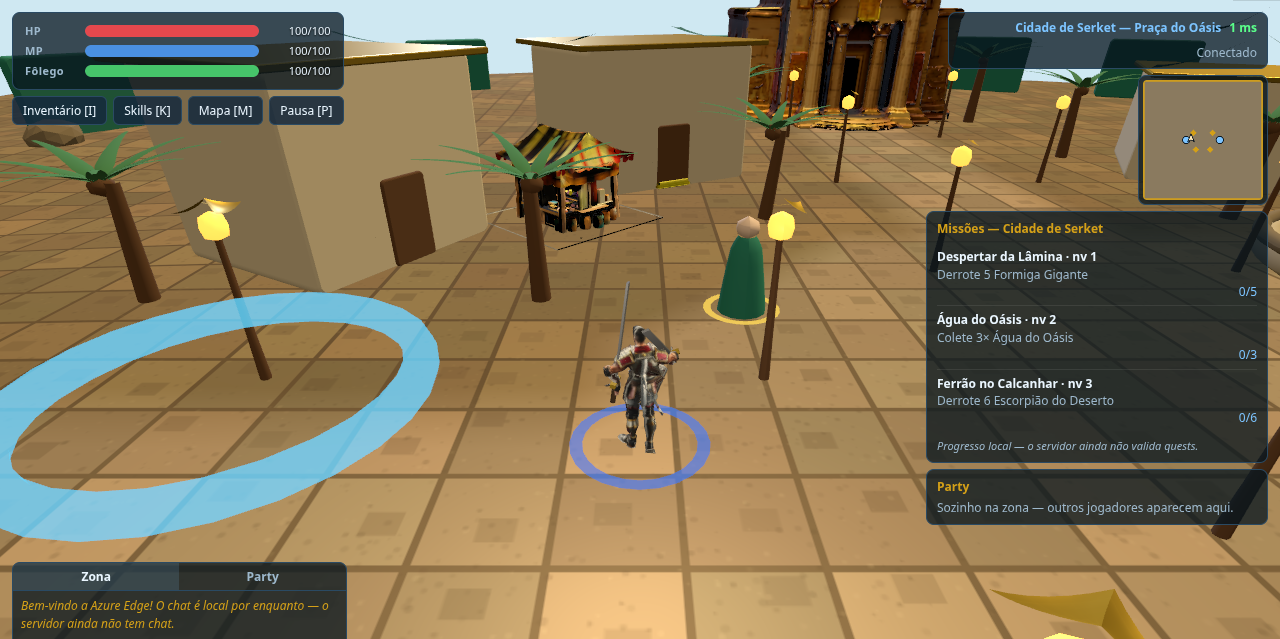 HP 100/100
MP 100/100
Fôlego 100/100
Inventário [I] Skills [K] Mapa [M] Pausa [P]
Cidade de Serket — Praça do Oásis 1 ms
Conectado
Missões — Cidade de Serket
Despertar da Lâmina · nv 1
Derrote 5 Formiga Gigante
0/5
Água do Oásis · nv 2
Colete 3× Água do Oásis
0/3
Ferrão no Calcanhar · nv 3
Derrote 6 Escorpião do Deserto
0/6
Progresso local — o servidor ainda não valida quests.
Party
Sozinho na zona — outros jogadores aparecem aqui.
Zona Party
Bem-vindo a Azure Edge! O chat é local por enquanto — o
servidor ainda não tem chat.